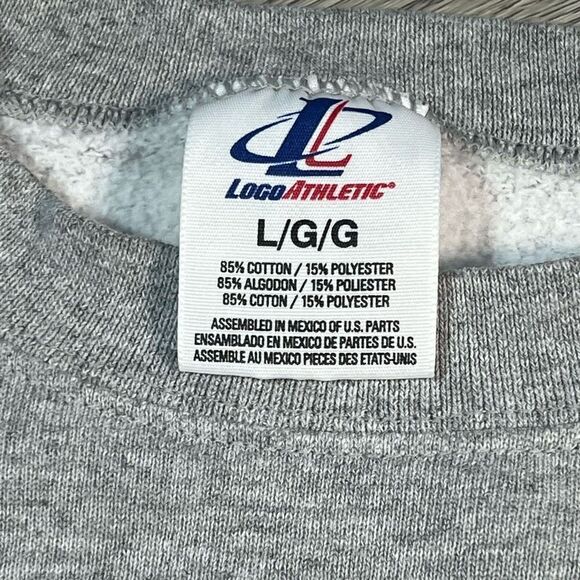 LOGOATHLETIC®
L/G/G
85% COTTON / 15% POLYESTER
85% ALGODON / 15% POLIESTER
85% COTON / 15% POLYESTER
ASSEMBLED IN MEXICO OF U.S. PARTS
ENSAMBLADO EN MEXICO DE PARTES DE U.S.
ASSEMBLE AU MEXICO PIECES DES ETATS-UNIS